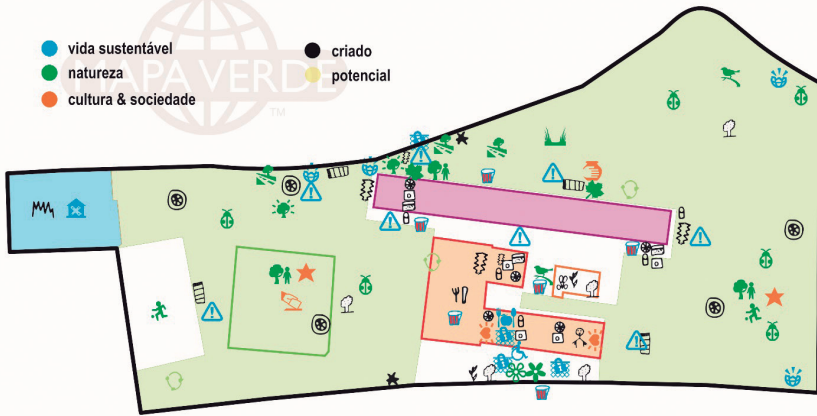 vida sustentável
natureza
cultura & sociedade
criado
potencial
MAPA VERDE
TM